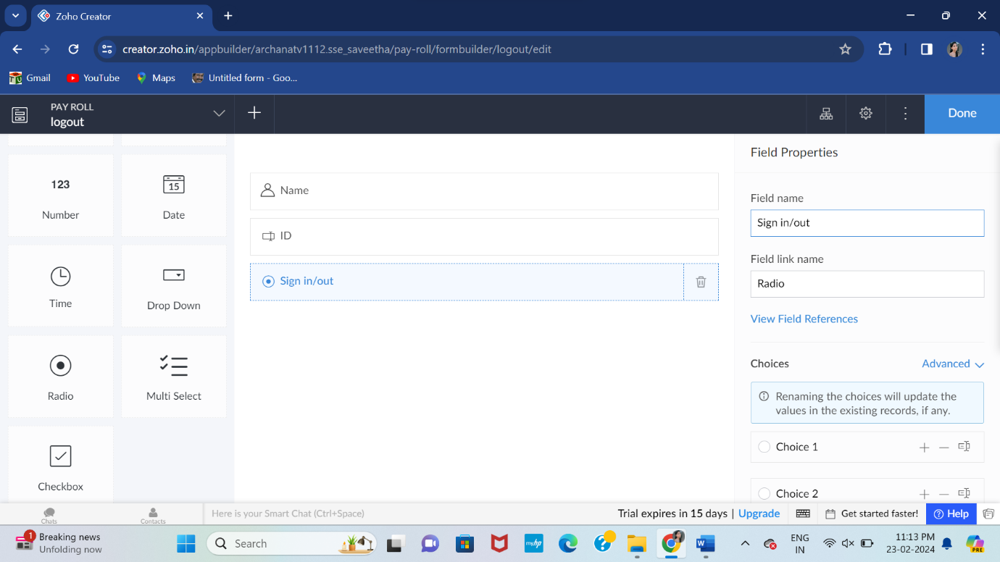 Zoho Creator
creator.zoho.in/appbuilder/archanatv1112.sse_saveetha/pay-roll/formbuilder/logout/edit
Gmail
YouTube
Maps
Untitled form - Goo...
PAY ROLL
logout
Done
123
Number
15
Date
Time
Drop Down
Radio
Multi Select
Checkbox
Name
ID
Sign in/out
Field Properties
Field name
Sign in/out
Field link name
Radio
View Field References
Choices
Advanced
Renaming the choices will update the
values in the existing records, if any.
Choice 1
Choice 2
Chats
Contacts
Here is your Smart Chat (Ctrl+Space)
Trial expires in 15 days | Upgrade
Get started faster!
Help
1
Breaking news
Unfolding now
Search
myhp
W
ENG
IN
11:13 PM
23-02-2024
PRE